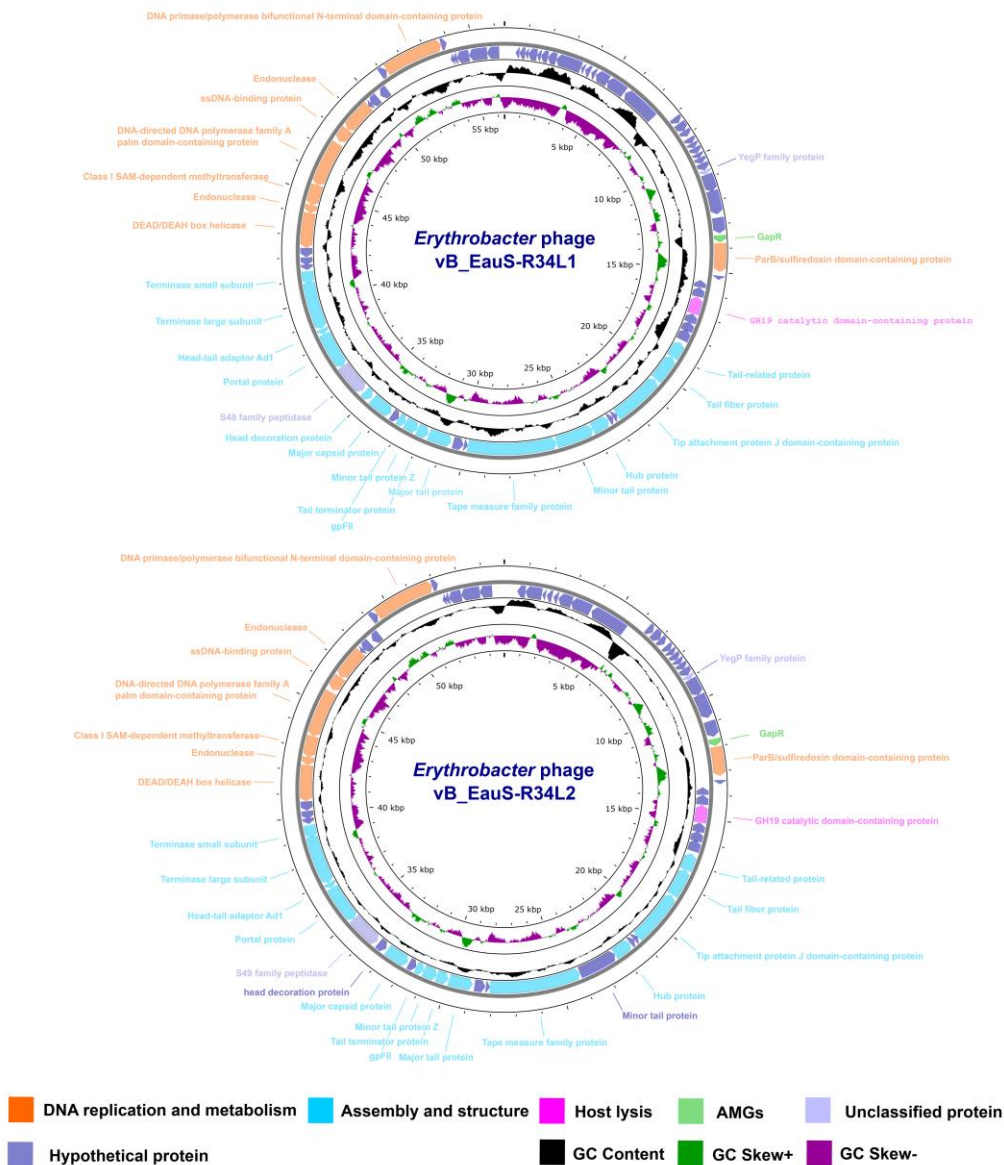 DNA primase/polymerase bifunctional N-terminal domain-containing protein
Endonuclease
ssDNA-binding protein
DNA-directed DNA polymerase family A
palm domain-containing protein
Class I SAM-dependent methyltransferase
Endonuclease
DEAD/DEAH box helicase
Terminase small subunit
Terminase large subunit
Head-tail adaptor Ad1
Portal protein
S49 family peptidase
Head decoration protein
Major capsid protein
Minor tail protein Z
Tail terminator protein
gpFII
Major tail protein
Tape measure family protein
Minor tail protein
Hub protein
Tip attachment protein J domain-containing protein
Tail fiber protein
Tail-related protein
GH19 catalytic domain-containing protein
ParB/sulfiredoxin domain-containing protein
GapR
YegP family protein
55 kbp
5 kbp
10 kbp
15 kbp
20 kbp
25 kbp
30 kbp
35 kbp
40 kbp
45 kbp
50 kbp
Erythrobacter phage
vB_EauS-R34L1
DNA primase/polymerase bifunctional N-terminal domain-containing protein
Endonuclease
ssDNA-binding protein
DNA-directed DNA polymerase family A
palm domain-containing protein
Class I SAM-dependent methyltransferase
Endonuclease
DEAD/DEAH box helicase
Terminase small subunit
Terminase large subunit
Head-tail adaptor Ad1
Portal protein
S49 family peptidase
head decoration protein
Major capsid protein
Minor tail protein Z
Tail terminator protein
gpFII
Major tail protein
Tape measure family protein
Minor tail protein
Hub protein
Tip attachment protein J domain-containing protein
Tail fiber protein
Tail-related protein
GH19 catalytic domain-containing protein
ParB/sulfiredoxin domain-containing protein
GapR
YegP family protein
5 kbp
10 kbp
15 kbp
20 kbp
25 kbp
30 kbp
35 kbp
40 kbp
45 kbp
50 kbp
Erythrobacter phage
vB_EauS-R34L2
DNA replication and metabolism
Assembly and structure
Host lysis
AMGs
Unclassified protein
Hypothetical protein
GC Content
GC Skew+
GC Skew-